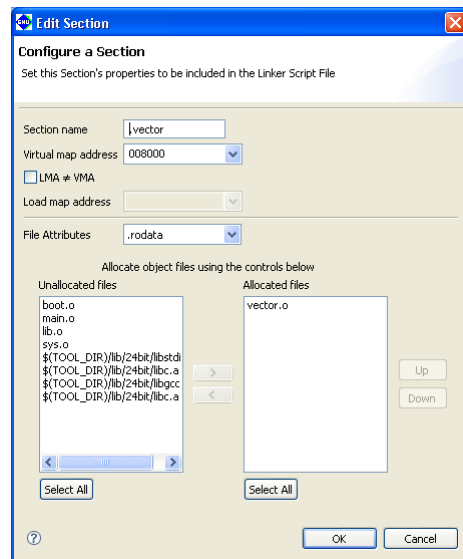 GNU Edit Section
Configure a Section
Set this Section's properties to be included in the Linker Script File
Section name .vector
Virtual map address 008000
LMA ≠ VMA
Load map address
File Attributes .rodata
Allocate object files using the controls below
Unallocated files Allocated files
boot.o vector.o
main.o
lib.o
sys.o
$(TOOL_DIR)/lib/24bit/libstdi
$(TOOL_DIR)/lib/24bit/libc.a
$(TOOL_DIR)/lib/24bit/libgcc
$(TOOL_DIR)/lib/24bit/libc.a
> Up
< Down
Select All Select All
? OK Cancel